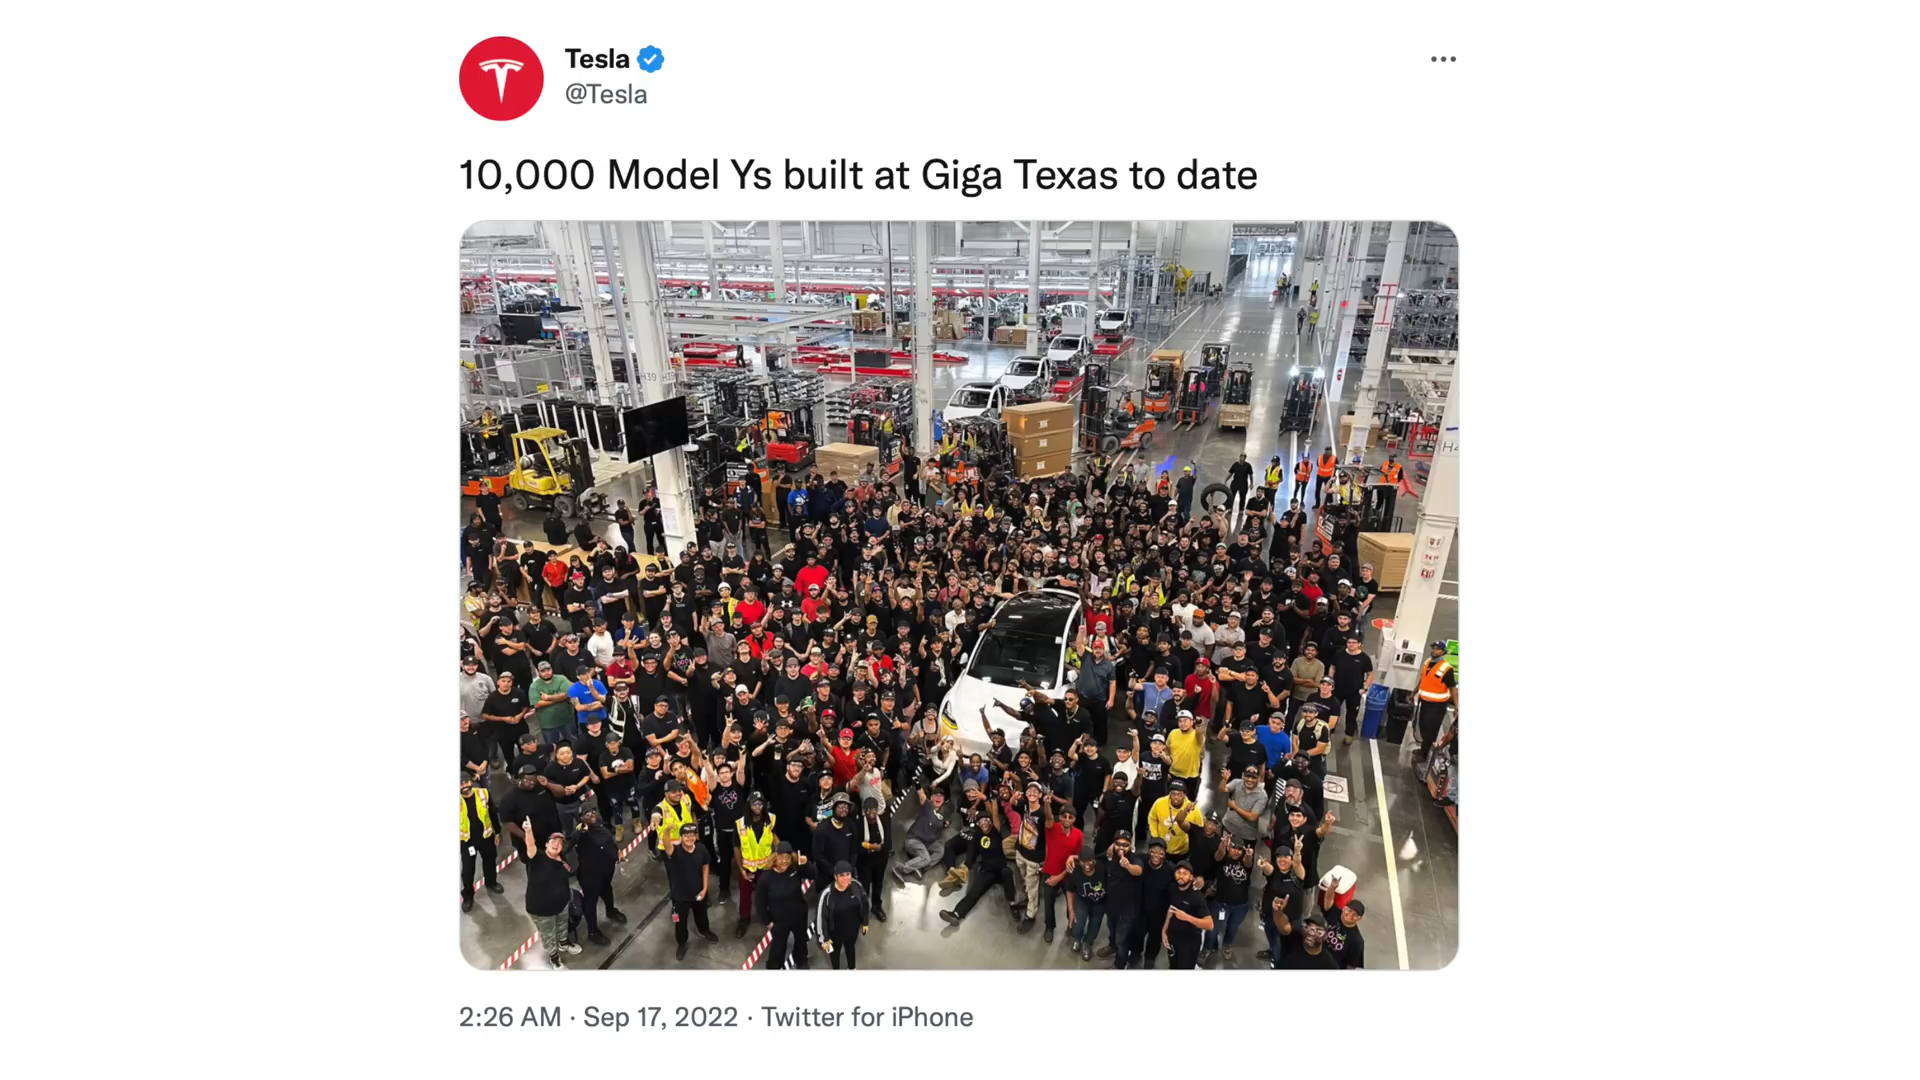 Tesla
@Tesla
10,000 Model Ys built at Giga Texas to date
H39
2:26 AM · Sep 17, 2022 · Twitter for iPhone